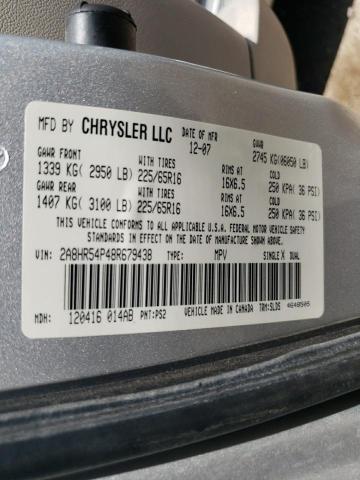 MFD BY CHRYSLER LLC DATE OF MFR 12-07 GAWR 2745 KG(06050 LB)
GAWR FRONT WITH TIRES RIMS AT COLD
1339 KG( 2950 LB) 225/65R16 16X6.5 250 KPA( 36 PSI)
GAWR REAR WITH TIRES RIMS AT COLD
1407 KG( 3100 LB) 225/65R16 16X6.5 250 KPA( 36 PSI)
THIS VEHICLE CONFORMS TO ALL APPLICABLE U.S.A. FEDERAL MOTOR VEHICLE SAFETY
STANDARDS IN EFFECT ON THE DATE OF MANUFACTURE SHOWN ABOVE.
VIN: 2A8HR54P48R679438 TYPE: MPV SINGLE X DUAL
MDH: 120416 014AB PNT:PS2 VEHICLE MADE IN CANADA TRM:SLDS